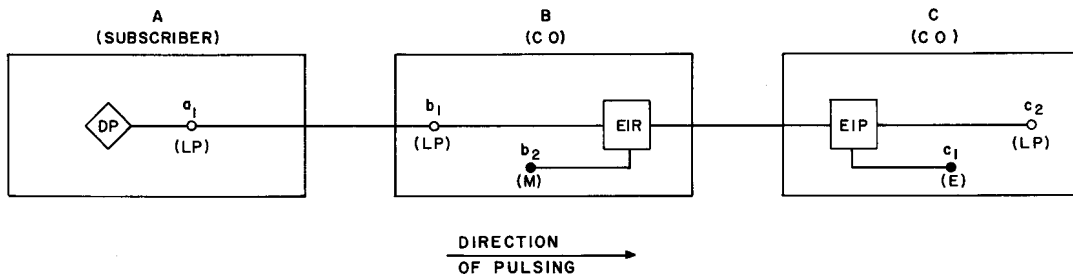 A
(SUBSCRIBER)
B
(CO)
C
(CO)
DP
a1
(LP)
b1
(LP)
EIR
b2
(M)
EIP
c2
(LP)
c1
(E)
DIRECTION
OF PULSING